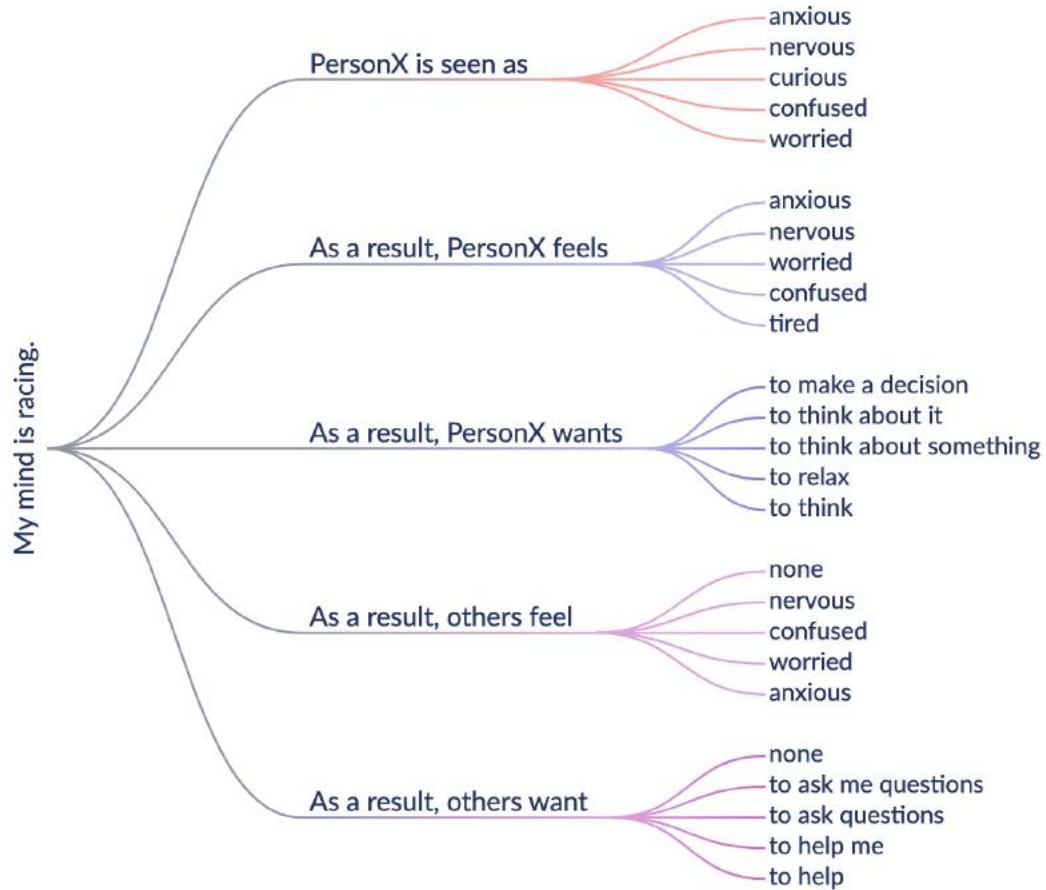 My mind is racing.
PersonX is seen as
anxious
nervous
curious
confused
worried
As a result, PersonX feels
anxious
nervous
worried
confused
tired
As a result, PersonX wants
to make a decision
to think about it
to think about something
to relax
to think
As a result, others feel
none
nervous
confused
worried
anxious
As a result, others want
none
to ask me questions
to ask questions
to help me
to help